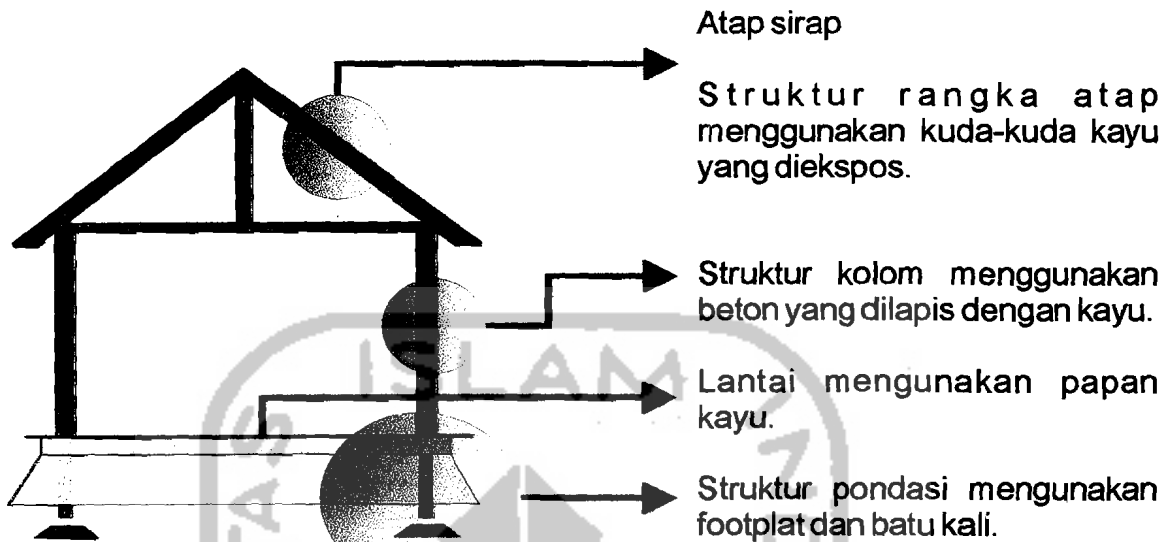 Atap sirap
Struktur rangka atap
menggunakan kuda-kuda kayu
yang diekspos.
Struktur kolom menggunakan
beton yang dilapis dengan kayu.
Lantai mengunakan papan
kayu.
Struktur pondasi mengunakan
footplat dan batu kali.
ISLAM